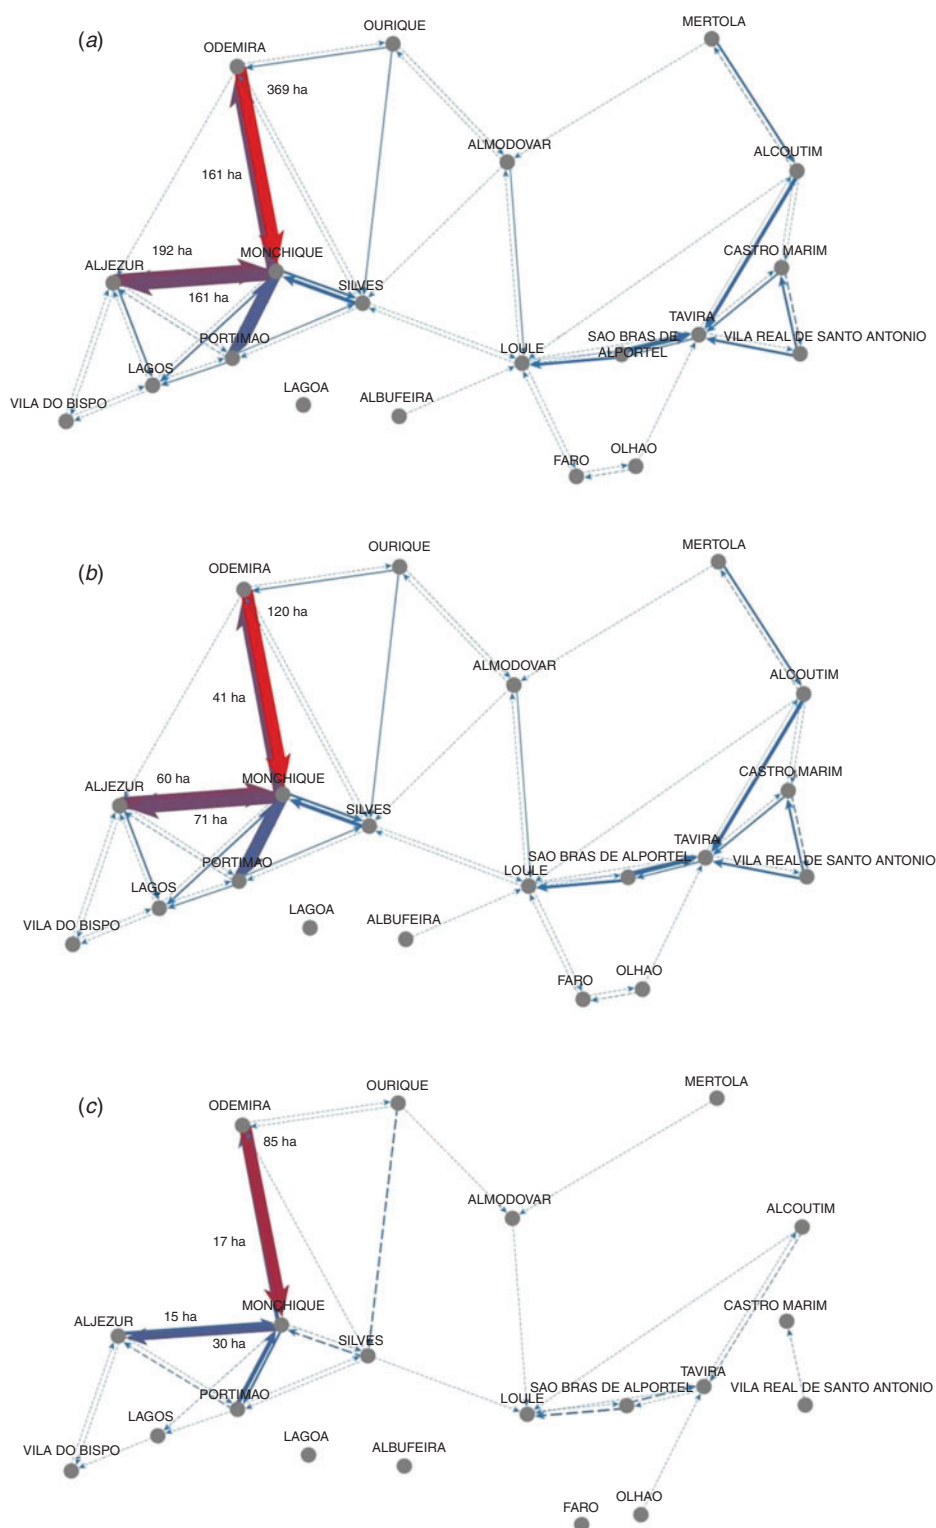 (a)
OURIQUE
MERTOLA
ODEMIRA
369 ha
ALMODOVAR
ALCOUTIM
161 ha
192 ha
MONCHIQUE
CASTRO MARIM
ALJEZUR
161 ha
SILVES
TAVIRA
PORTIMAO
SAO BRAS DE
ALPORTEL
VILA REAL DE SANTO ANTONIO
LOULE
LAGOS
LAGOA
ALBUFEIRA
VILA DO BISPO
OLHAO
FARO
(b)
OURIQUE
MERTOLA
ODEMIRA
120 ha
ALMODOVAR
ALCOUTIM
41 ha
60 ha
MONCHIQUE
CASTRO MARIM
ALJEZUR
71 ha
SILVES
TAVIRA
PORTIMAO
SAO BRAS DE ALPORTEL
VILA REAL DE SANTO ANTONIO
LOULE
LAGOS
LAGOA
ALBUFEIRA
VILA DO BISPO
OLHAO
FARO
(c)
OURIQUE
MERTOLA
ODEMIRA
85 ha
ALMODOVAR
ALCOUTIM
17 ha
MONCHIQUE
CASTRO MARIM
15 ha
ALJEZUR
30 ha
SILVES
TAVIRA
PORTIMAO
SAO BRAS DE ALPORTEL
VILA REAL DE SANTO ANTONIO
LOULE
LAGOS
LAGOA
ALBUFEIRA
VILA DO BISPO
OLHAO
FARO